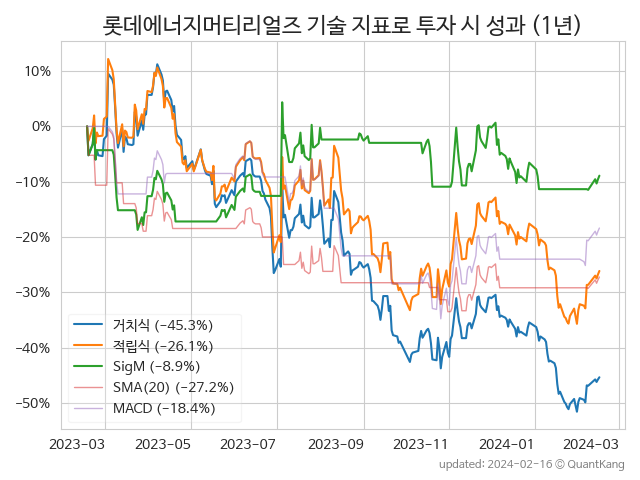 롯데에너지머티리얼즈 기술 지표로 투자 시 성과 (1년)
10%
0%
−10%
−20%
−30%
−40%
−50%
거치식 (−45.3%)
적립식 (−26.1%)
SigM (−8.9%)
SMA(20) (−27.2%)
MACD (−18.4%)
2023−03
2023−05
2023−07
2023−09
2023−11
2024−01
2024−03
updated: 2024−02−16 © QuantKang